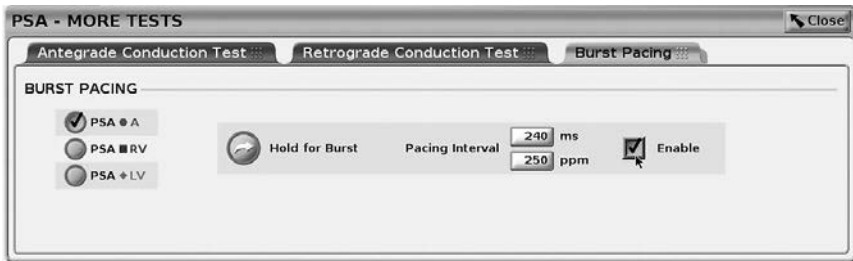 PSA - MORE TESTS Close
Antegrade Conduction Test Retrograde Conduction Test Burst Pacing
BURST PACING
PSA A
PSA RV
PSA LV
Hold for Burst Pacing Interval 240 ms Enable
250 ppm